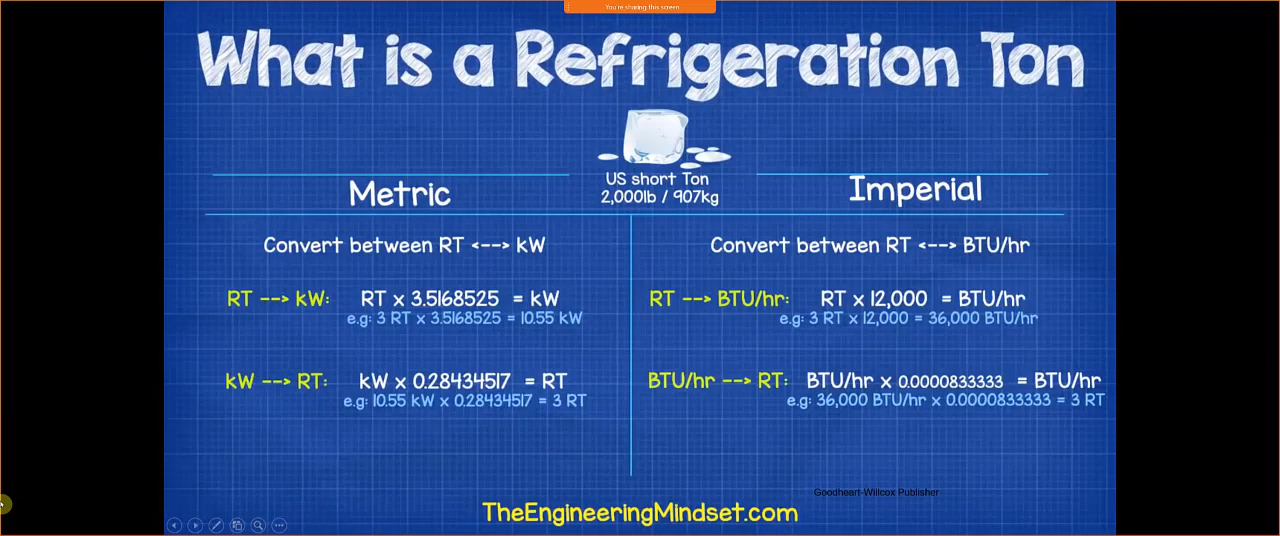 You're sharing this screen
What is a Refrigeration Ton
US short Ton
2,000lb / 907kg
Metric
Convert between RT <--> kW
RT --> kW: RT x 3.5168525 = kW
e.g: 3 RT x 3.5168525 = 10.55 kW
kW --> RT: kW x 0.28434517 = RT
e.g: 10.55 kW x 0.28434517 = 3 RT
Imperial
Convert between RT <--> BTU/hr
RT --> BTU/hr: RT x 12,000 = BTU/hr
e.g: 3 RT x 12,000 = 36,000 BTU/hr
BTU/hr --> RT: BTU/hr x 0.0000833333 = BTU/hr
e.g: 36,000 BTU/hr x 0.0000833333 = 3 RT
Goodheart-Willcox Publisher
TheEngineeringMindset.com